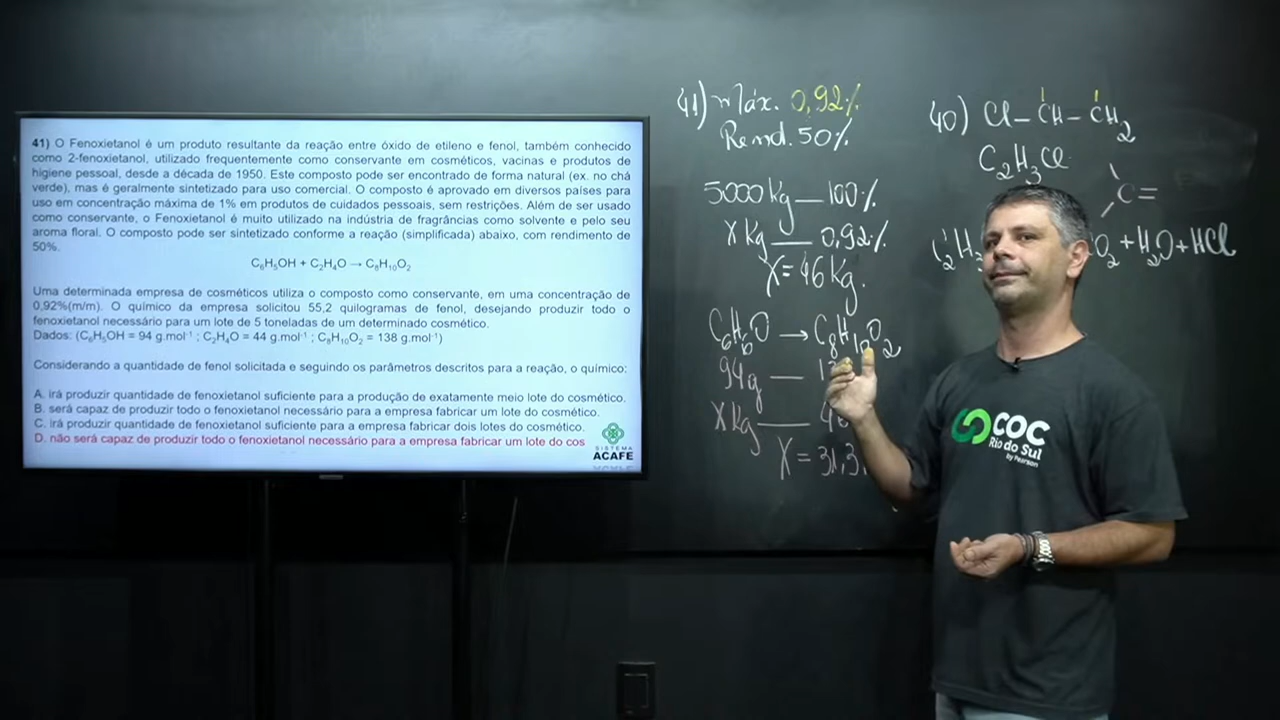 41) O Fenoxietanol é um produto resultante da reação entre óxido de etileno e fenol, também conhecido
como 2-fenoxietanol, utilizado frequentemente como conservante em cosméticos, vacinas e produtos de
higiene pessoal, desde a década de 1950. Este composto pode ser encontrado de forma natural (ex. no chá
verde), mas é geralmente sintetizado para uso comercial. O composto é aprovado em diversos países para
uso em concentração máxima de 1% em produtos de cuidados pessoais, sem restrições. Além de ser usado
como conservante, o Fenoxietanol é muito utilizado na indústria de fragrâncias como solvente e pelo seu
aroma floral. O composto pode ser sintetizado conforme a reação (simplificada) abaixo, com rendimento de
50%.
C₆H₅OH + C₂H₄O → C₈H₁₀O₂
Uma determinada empresa de cosméticos utiliza o composto como conservante, em uma concentração de
0,92%(m/m). O químico da empresa solicitou 55,2 quilogramas de fenol, desejando produzir todo o
fenoxietanol necessário para um lote de 5 toneladas de um determinado cosmético.
Dados: (C₆H₅OH = 94 g.mol⁻¹ ; C₂H₄O = 44 g.mol⁻¹ ; C₈H₁₀O₂ = 138 g.mol⁻¹)
Considerando a quantidade de fenol solicitada e seguindo os parâmetros descritos para a reação, o químico:
A. irá produzir quantidade de fenoxietanol suficiente para a produção de exatamente meio lote do cosmético.
B. será capaz de produzir todo o fenoxietanol necessário para a empresa fabricar um lote do cosmético.
C. irá produzir quantidade de fenoxietanol suficiente para a empresa fabricar dois lotes do cosmético.
D. não será capaz de produzir todo o fenoxietanol necessário para a empresa fabricar um lote do cos
SISTEMA
ACAFE
41) Máx. 0,92%
Rend. 50%
5000 Kg — 100%
X Kg — 0,92%
X = 46 Kg.
C₆H₆O → C₈H₁₀O₂
94g —
X Kg —
X = 31,3
40) Cl – CH – CH₂
C₂H₃Cl
C =
O₂ + H₂O + HCl
COC
Rio do Sul
by Pearson